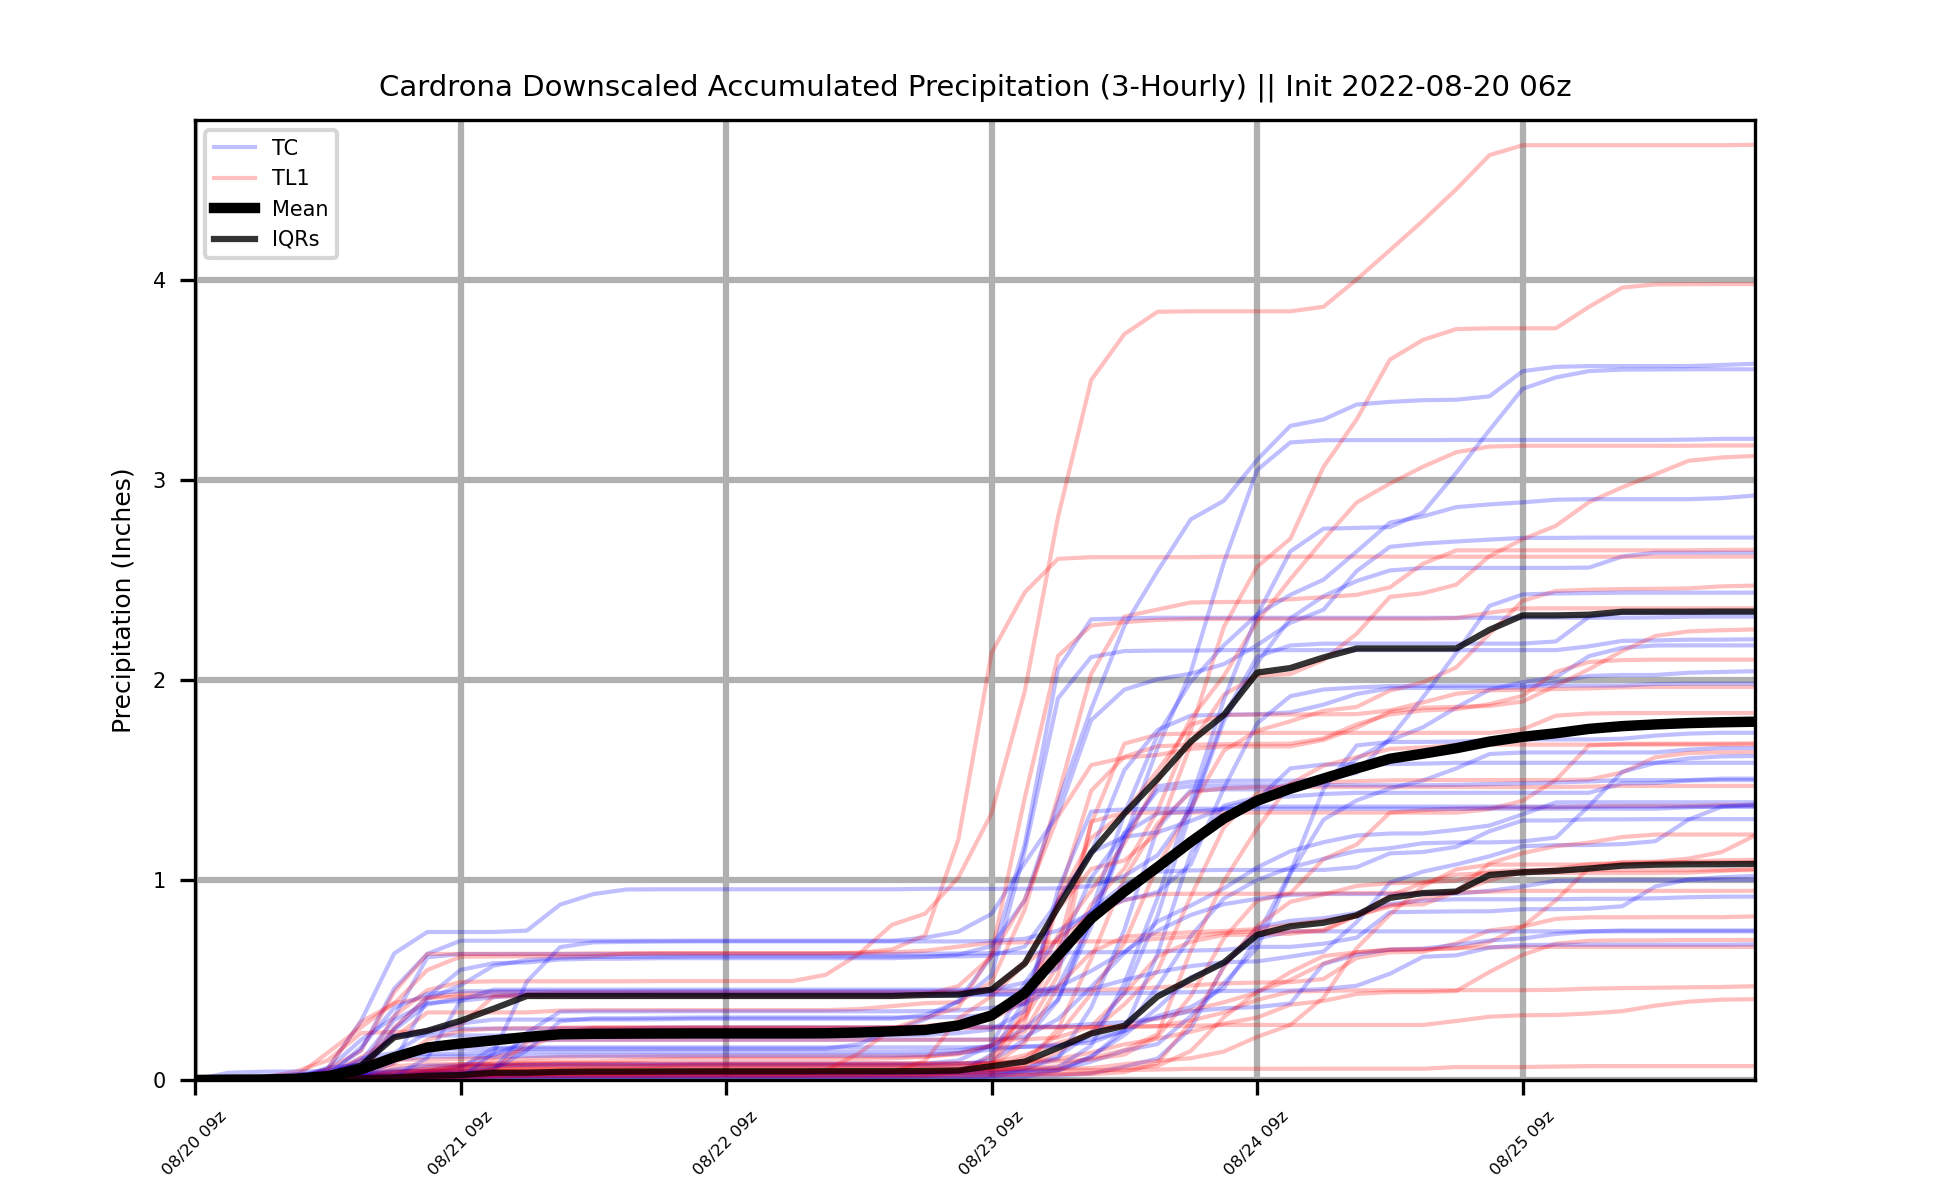 Cardrona Downscaled Accumulated Precipitation (3-Hourly) || Init 2022-08-20 06z
TC
TL1
Mean
IQRs
Precipitation (Inches)
4
3
2
1
0
08/20 09z
08/21 09z
08/22 09z
08/23 09z
08/24 09z
08/25 09z